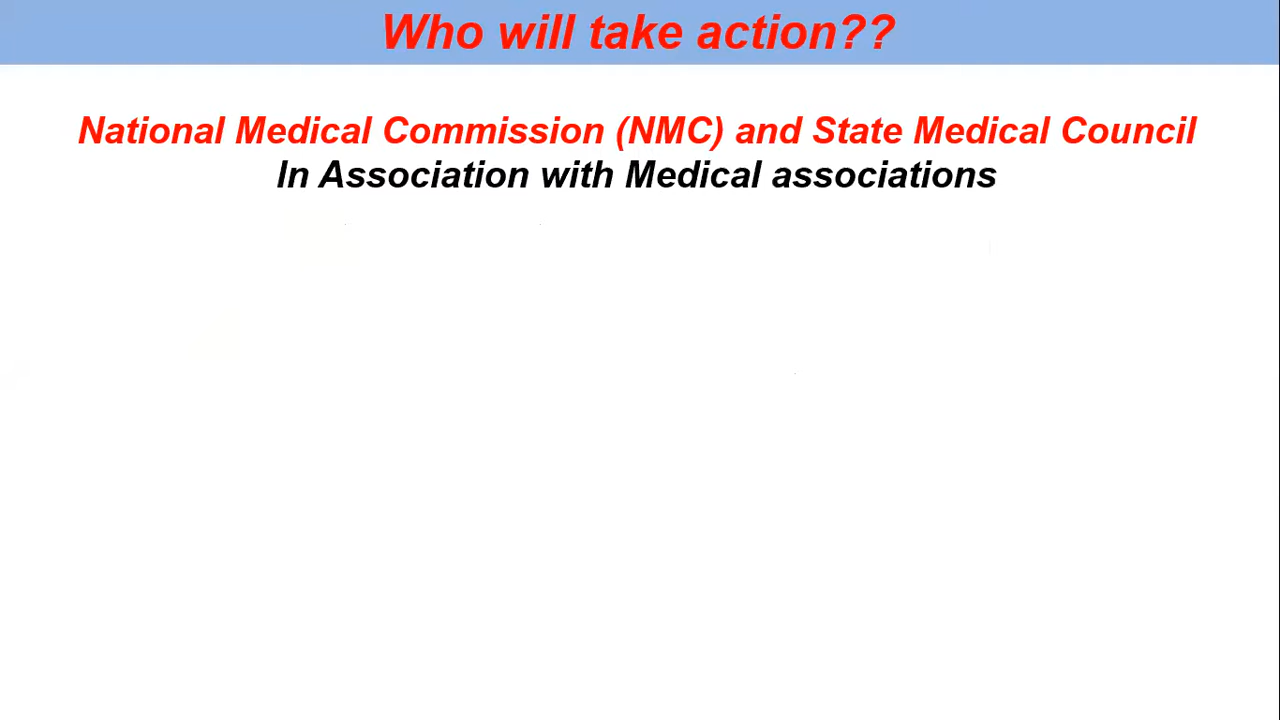 Who will take action??
National Medical Commission (NMC) and State Medical Council
In Association with Medical associations